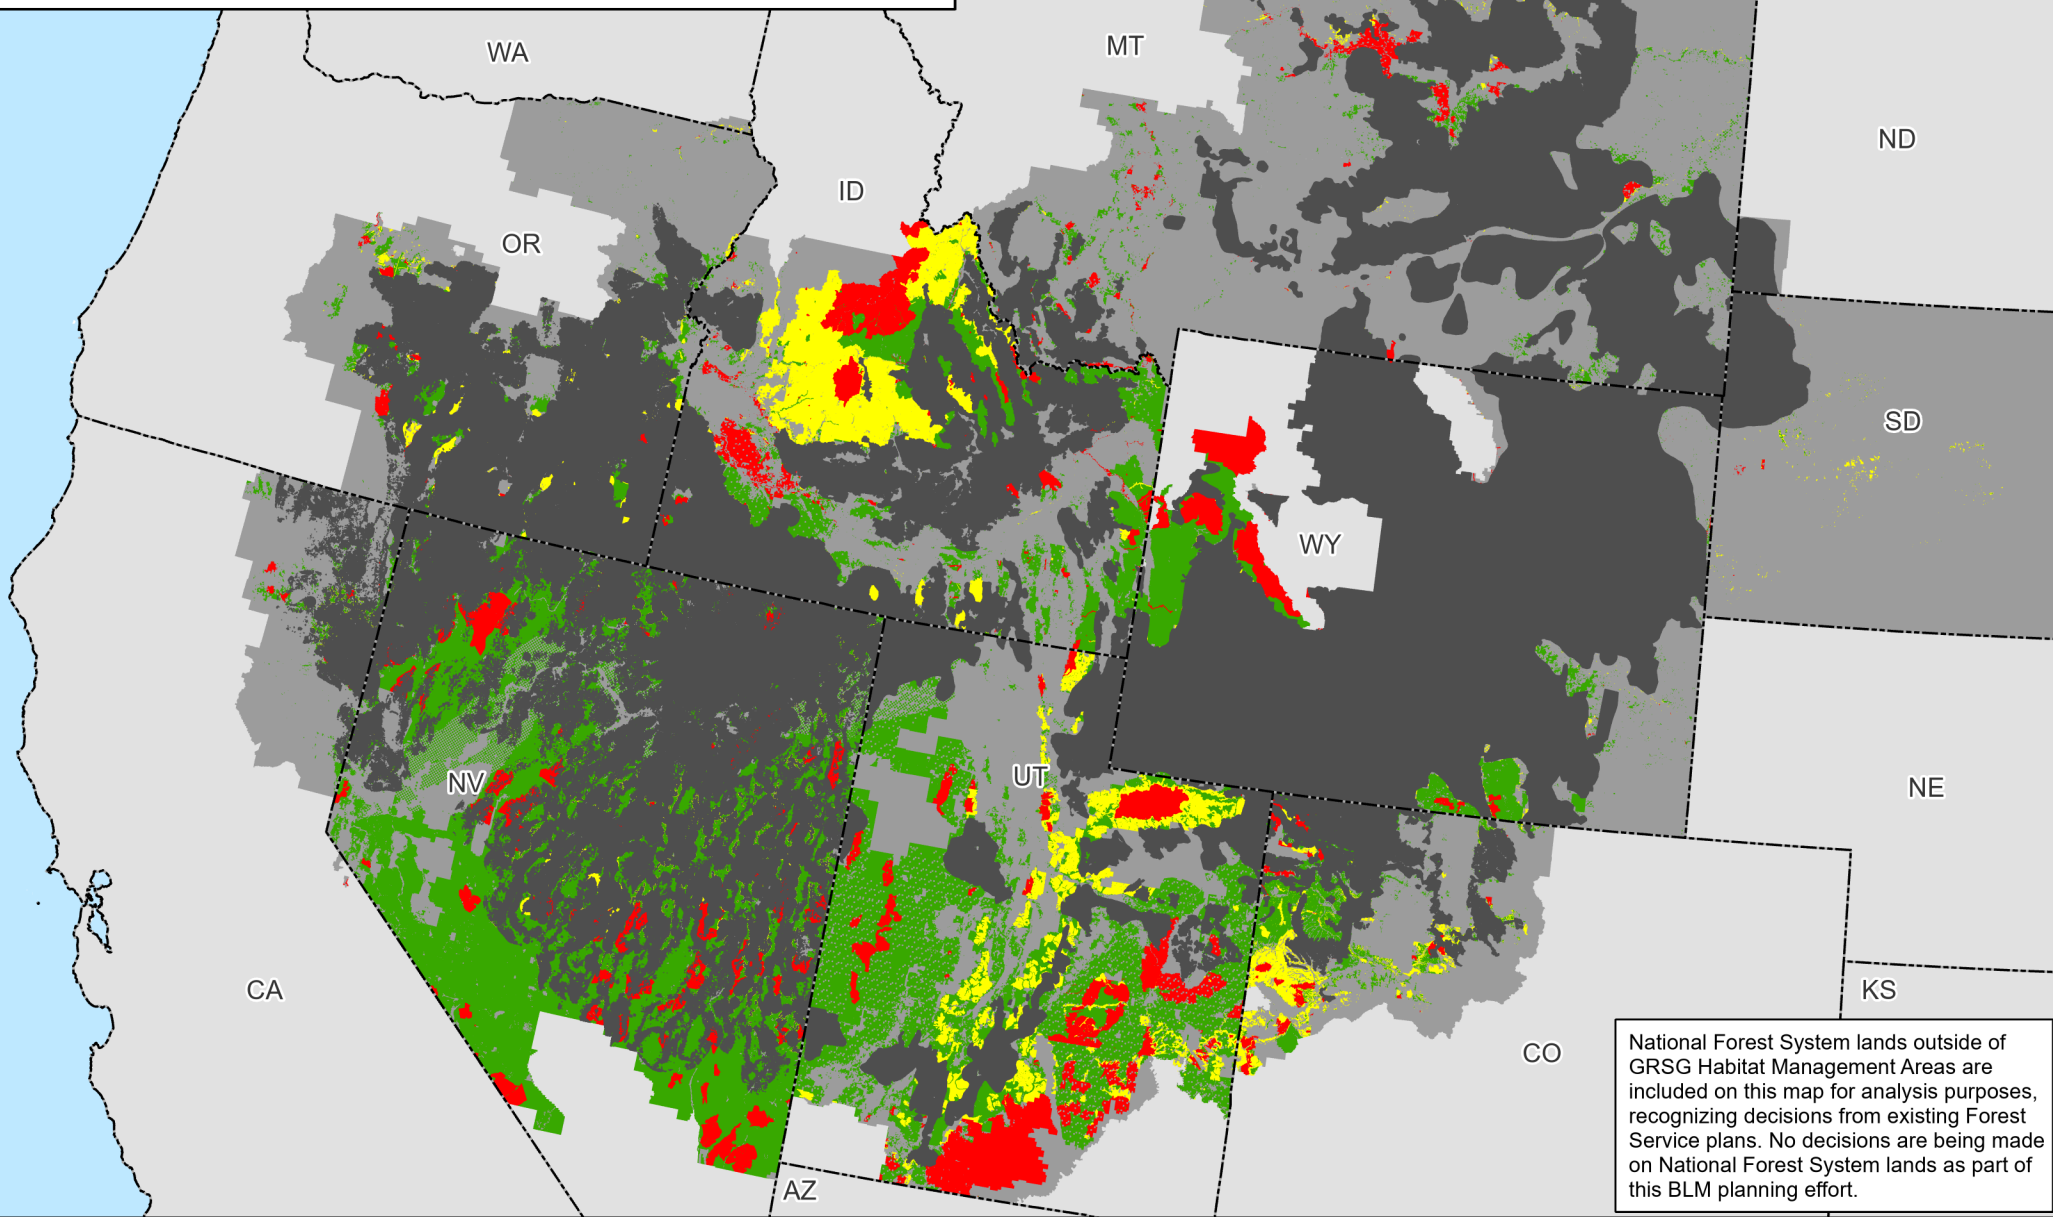 WA
MT
ND
ID
OR
SD
WY
NV
UT
NE
CA
KS
CO
AZ
National Forest System lands outside of
GRSG Habitat Management Areas are
included on this map for analysis purposes,
recognizing decisions from existing Forest
Service plans. No decisions are being made
on National Forest System lands as part of
this BLM planning effort.